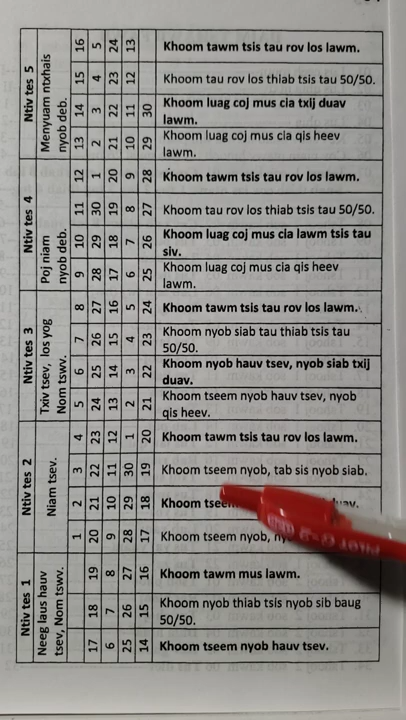 Ntiv tes 5
Menyuam ntxhais
nyob deb.
16 5 24 13 Khoom tawm tsis tau rov los lawm.
15 4 23 12 Khoom tau rov los thiab tsis tau 50/50.
14 3 22 11 30 Khoom luag coj mus cia txij duav
lawm.
13 2 21 10 29 Khoom luag coj mus cia qis heev
lawm.
Ntiv tes 4
Poj niam
nyob deb.
12 1 20 9 28 Khoom tawm tsis tau rov los lawm.
11 30 19 8 27 Khoom tau rov los thiab tsis tau 50/50.
10 29 18 7 26 Khoom luag coj mus cia lawm tsis tau
siv.
9 28 17 6 25 Khoom luag coj mus cia qis heev
lawm.
Ntiv tes 3
Txiv tsev, los yog
Nom tswv.
8 27 16 5 24 Khoom tawm tsis tau rov los lawm.
7 26 15 4 23 Khoom nyob siab tau thiab tsis tau
50/50.
6 25 14 3 22 Khoom nyob hauv tsev, nyob siab txij
duav.
5 24 13 2 21 Khoom tseem nyob hauv tsev, nyob
qis heev.
Ntiv tes 2
Niam tsev.
4 23 12 1 20 Khoom tawm tsis tau rov los lawm.
3 22 11 30 19 Khoom tseem nyob, tab sis nyob siab.
2 21 10 29 18 Khoom
1 20 9 28 17 Khoom tseem nyob,
Ntiv tes 1
Neeg laus hauv
tsev, Nom tswv.
19 8 27 16 Khoom tawm mus lawm.
18 7 26 15 Khoom nyob thiab tsis nyob sib baug
50/50.
17 6 25 14 Khoom tseem nyob hauv tsev.
PILOT G-2